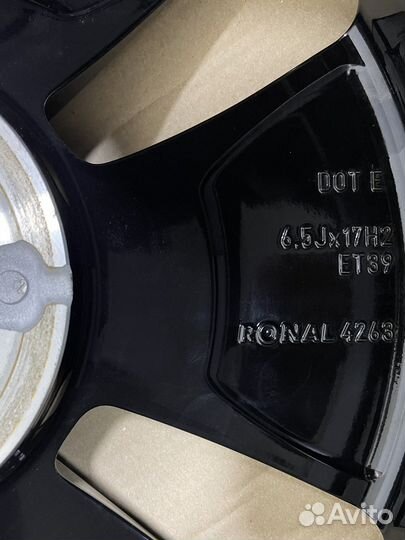 DOT E
6.5Jx17H2
ET39
RONAL 4263
Avito